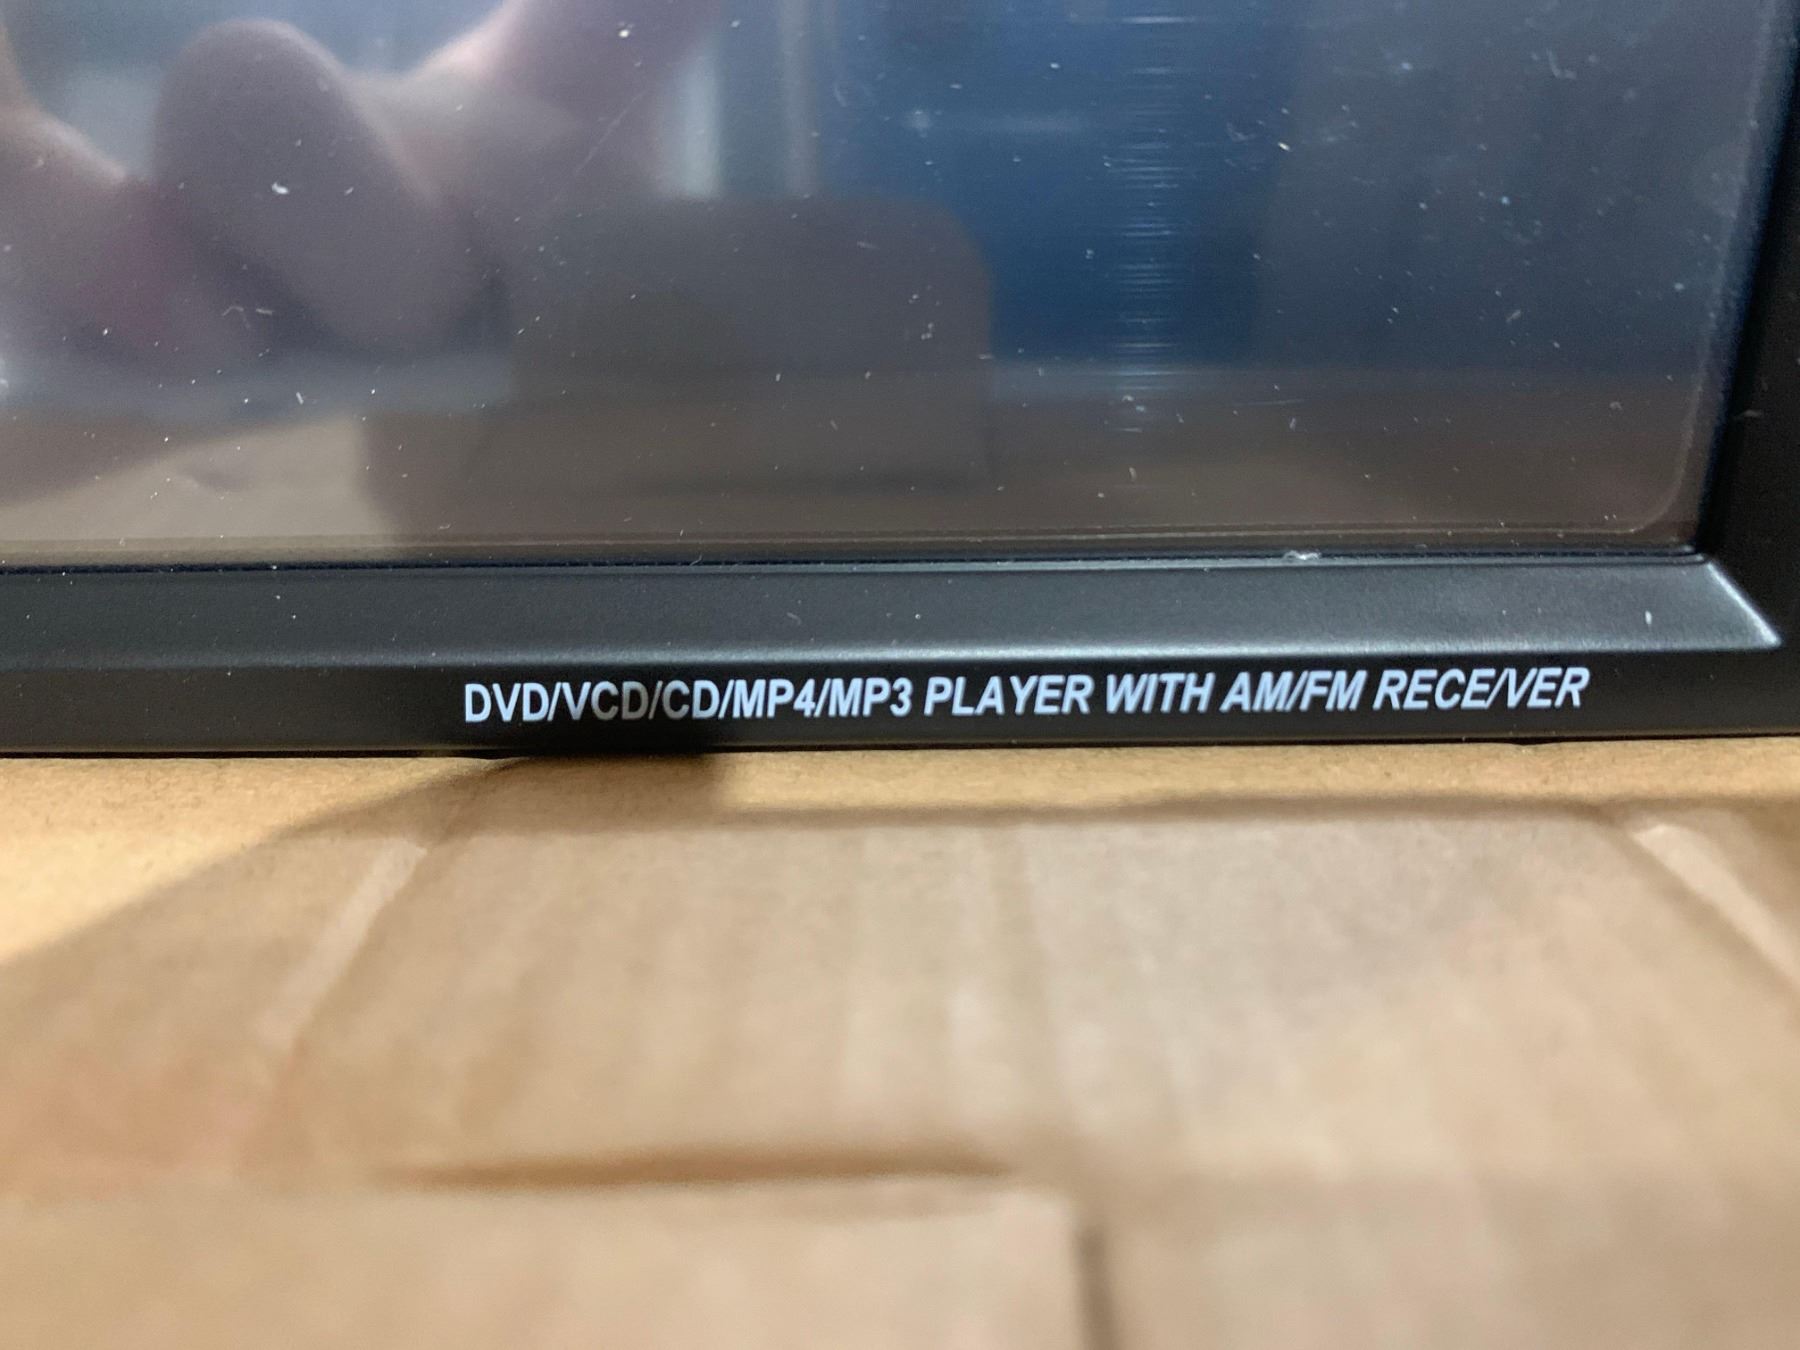 DVD/VCD/CD/MP4/MP3 PLAYER WITH AM/FM RECE/VER